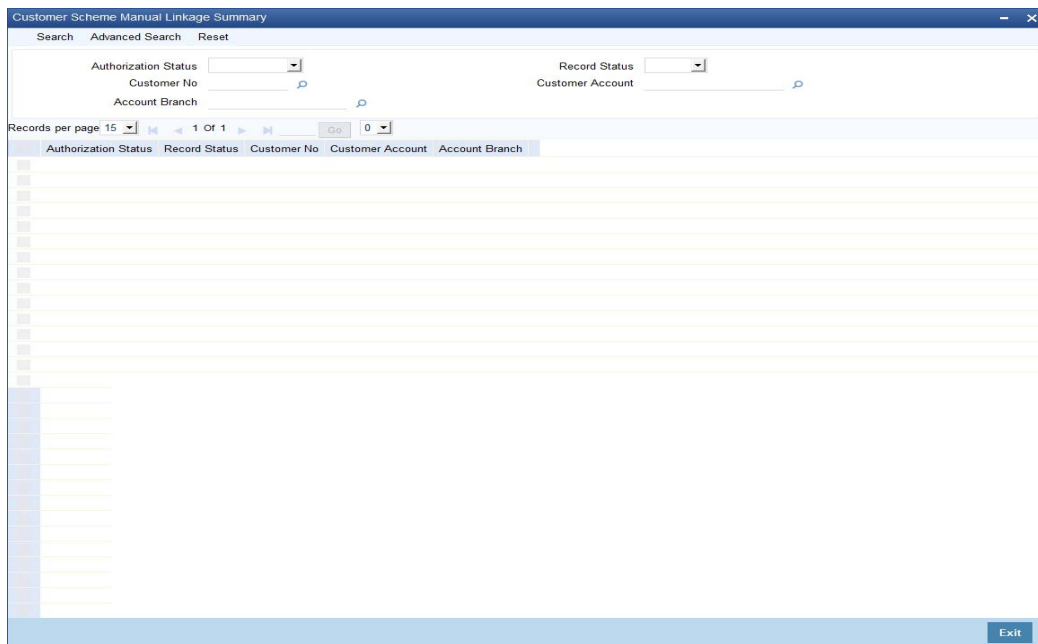 Customer Scheme Manual Linkage Summary
Search Advanced Search Reset
Authorization Status Record Status
Customer No Customer Account
Account Branch
Records per page 15 1 Of 1 Go 0
Authorization Status Record Status Customer No Customer Account Account Branch
Exit